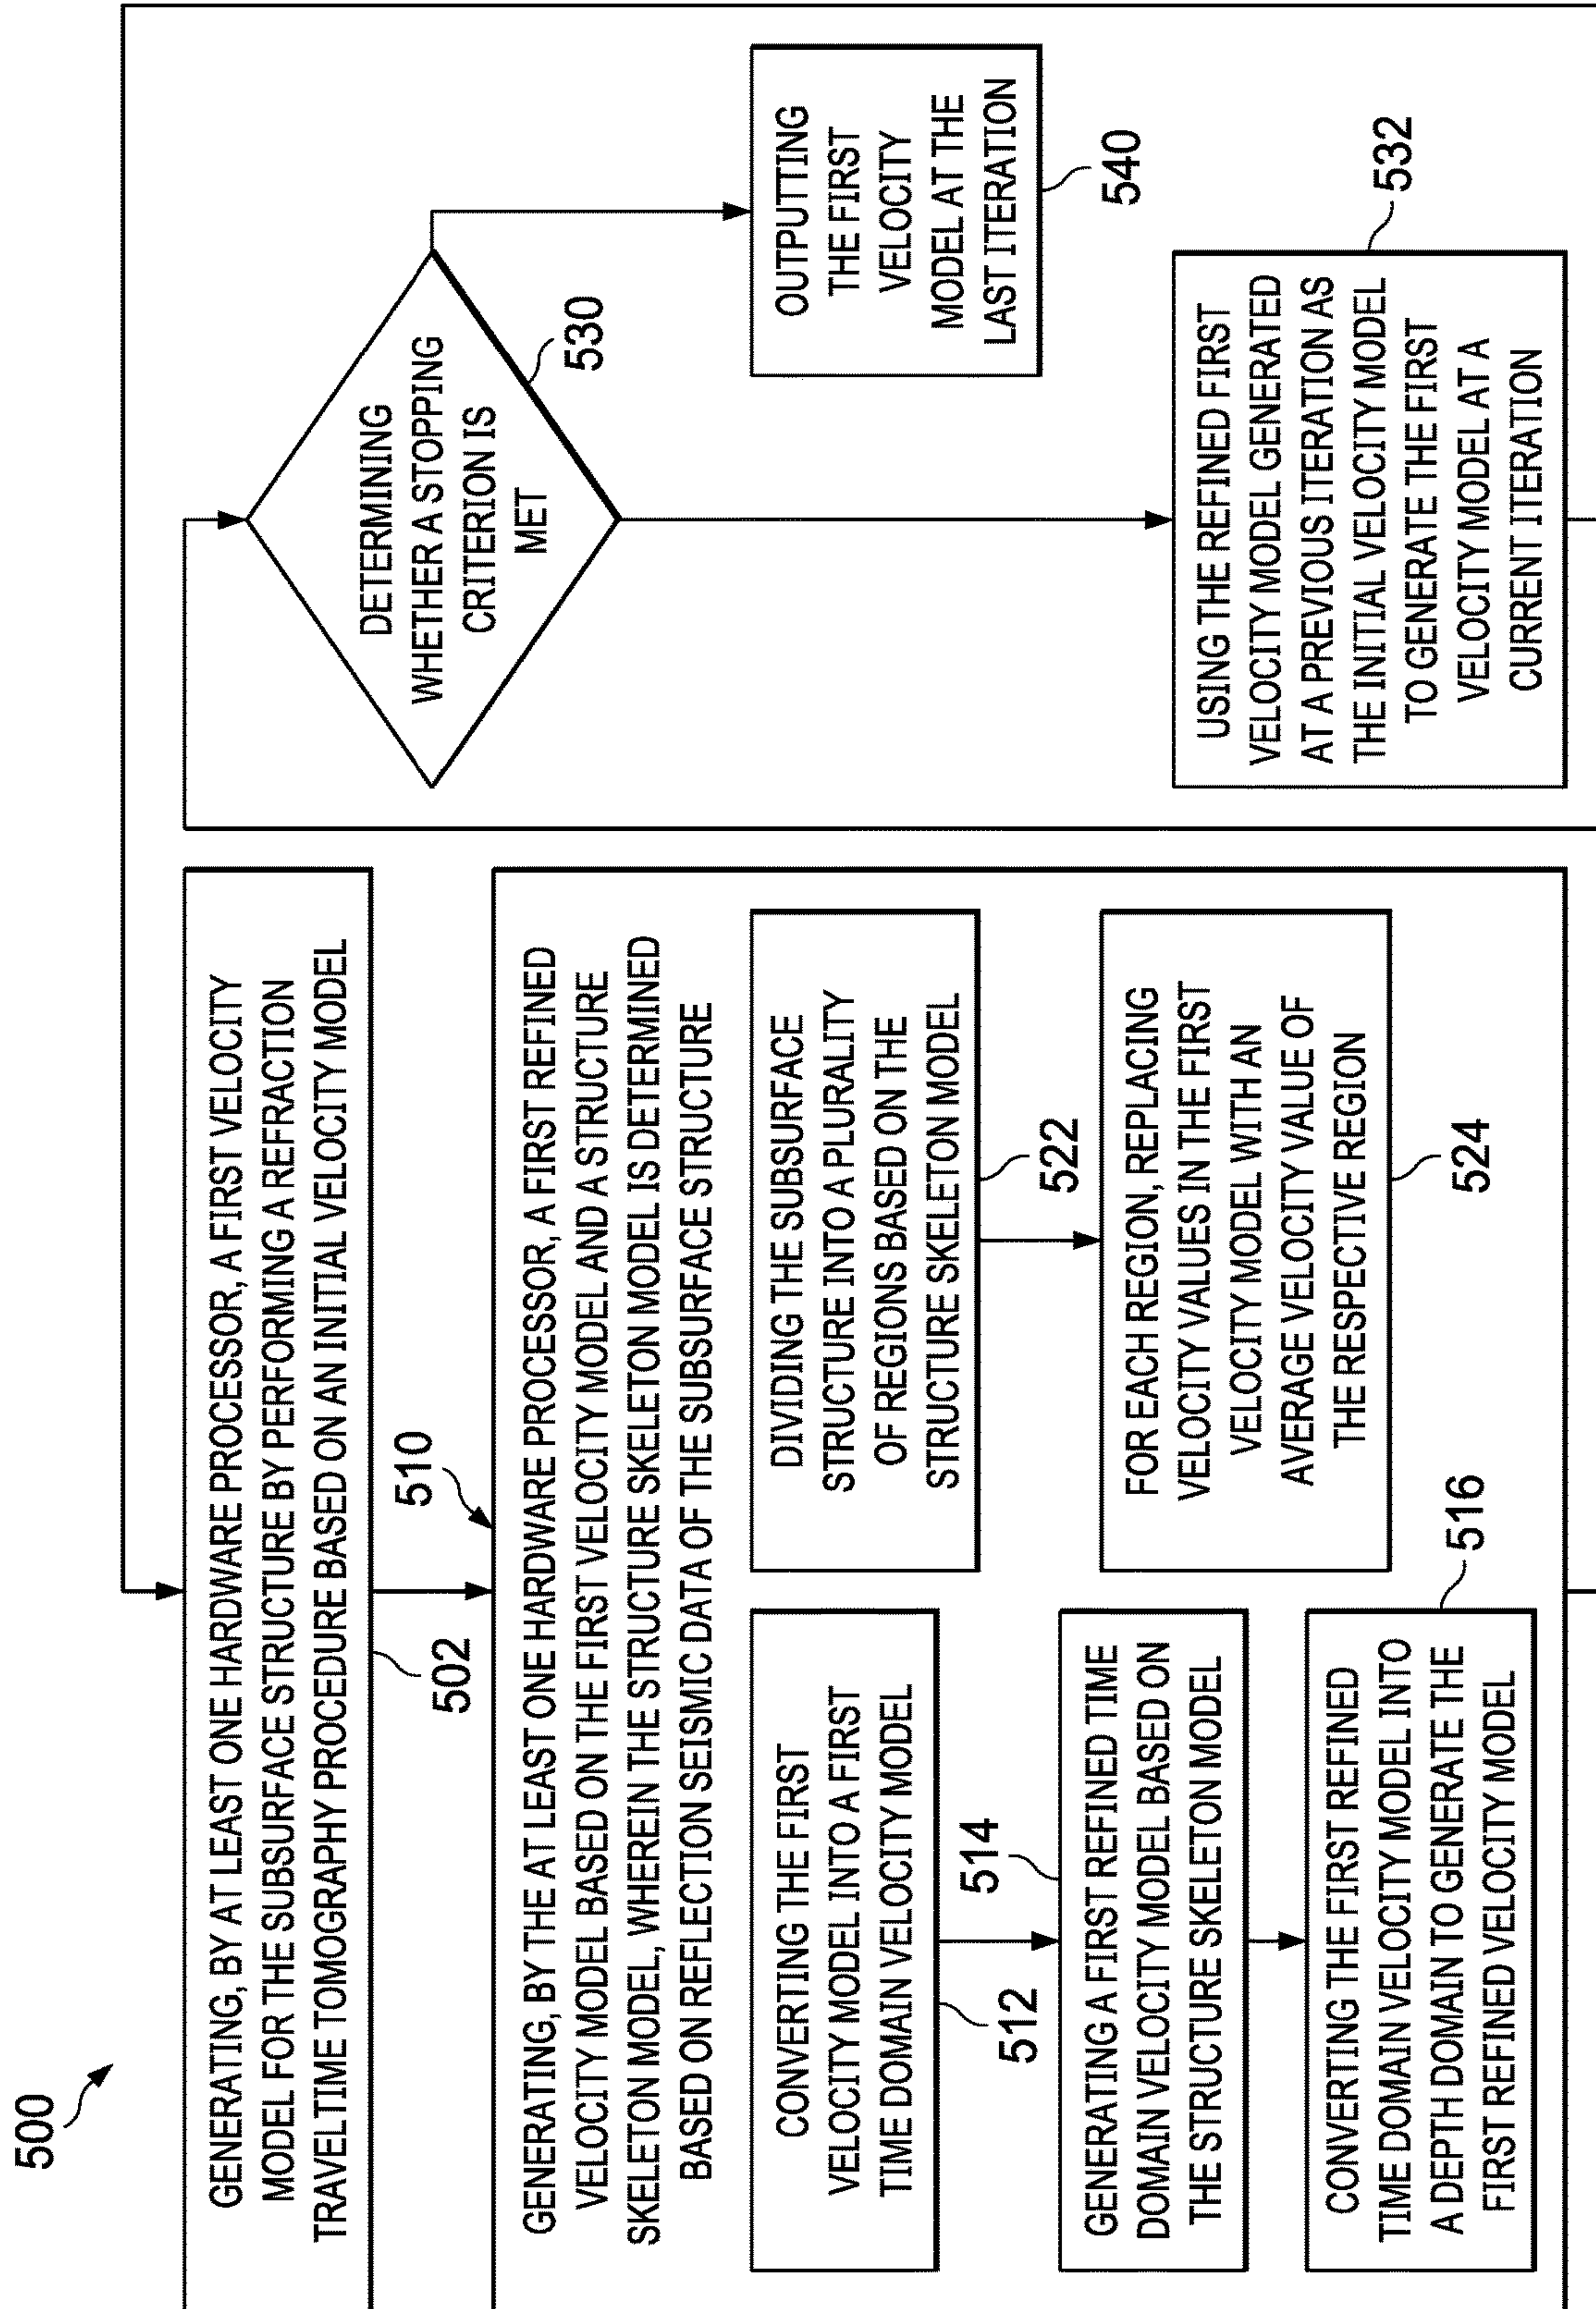 500
GENERATING, BY AT LEAST ONE HARDWARE PROCESSOR, A FIRST VELOCITY
MODEL FOR THE SUBSURFACE STRUCTURE BY PERFORMING A REFRACTION
TRAVELTIME TOMOGRAPHY PROCEDURE BASED ON AN INITIAL VELOCITY MODEL
502
510
GENERATING, BY THE AT LEAST ONE HARDWARE PROCESSOR, A FIRST REFINED
VELOCITY MODEL BASED ON THE FIRST VELOCITY MODEL AND A STRUCTURE
SKELETON MODEL, WHEREIN THE STRUCTURE SKELETON MODEL IS DETERMINED
BASED ON REFLECTION SEISMIC DATA OF THE SUBSURFACE STRUCTURE
CONVERTING THE FIRST
VELOCITY MODEL INTO A FIRST
TIME DOMAIN VELOCITY MODEL
512
514
GENERATING A FIRST REFINED TIME
DOMAIN VELOCITY MODEL BASED ON
THE STRUCTURE SKELETON MODEL
CONVERTING THE FIRST REFINED
TIME DOMAIN VELOCITY MODEL INTO
A DEPTH DOMAIN TO GENERATE THE
FIRST REFINED VELOCITY MODEL
516
DIVIDING THE SUBSURFACE
STRUCTURE INTO A PLURALITY
OF REGIONS BASED ON THE
STRUCTURE SKELETON MODEL
522
FOR EACH REGION, REPLACING
VELOCITY VALUES IN THE FIRST
VELOCITY MODEL WITH AN
AVERAGE VELOCITY VALUE OF
THE RESPECTIVE REGION
524
DETERMINING
WHETHER A STOPPING
CRITERION IS
MET
530
OUTPUTTING
THE FIRST
VELOCITY
MODEL AT THE
LAST ITERATION
540
USING THE REFINED FIRST
VELOCITY MODEL GENERATED
AT A PREVIOUS ITERATION AS
THE INITIAL VELOCITY MODEL
TO GENERATE THE FIRST
VELOCITY MODEL AT A
CURRENT ITERATION
532